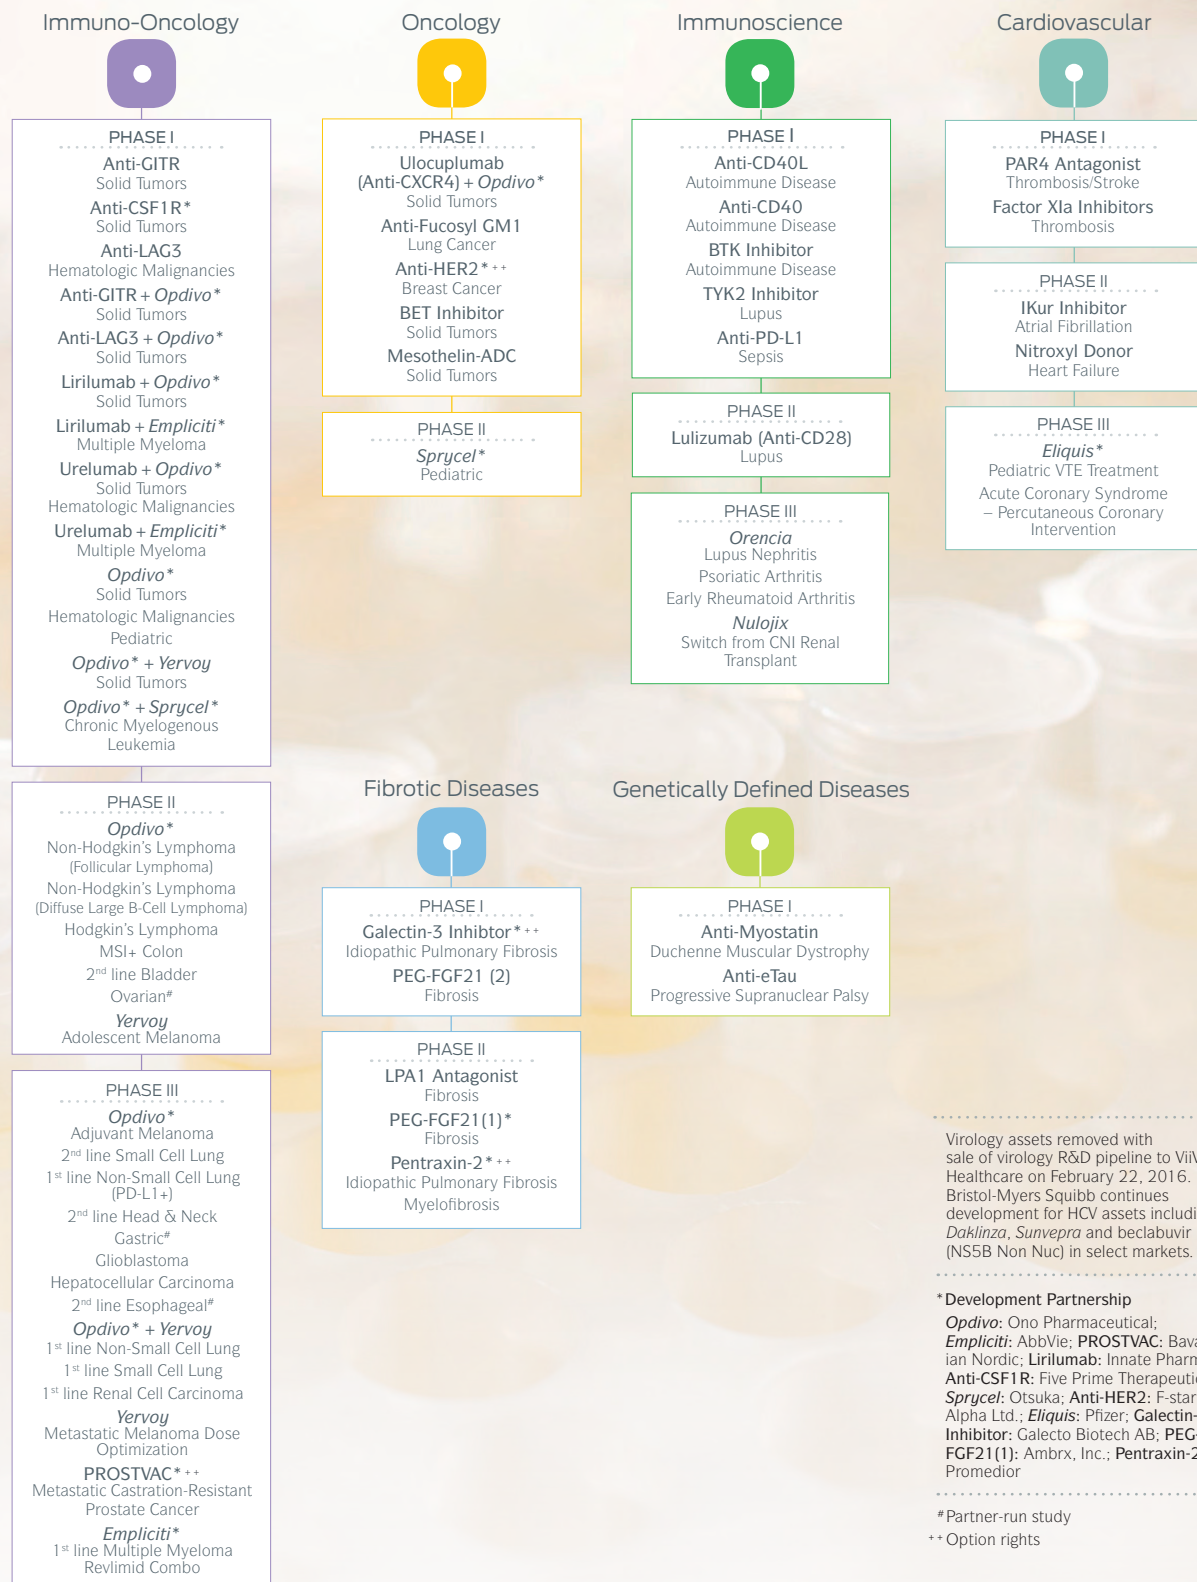 Immuno-Oncology
PHASE I
Anti-GITR
Solid Tumors
Anti-CSF1R*
Solid Tumors
Anti-LAG3
Hematologic Malignancies
Anti-GITR + Opdivo*
Solid Tumors
Anti-LAG3 + Opdivo*
Solid Tumors
Lirilumab + Opdivo*
Solid Tumors
Lirilumab + Empliciti*
Multiple Myeloma
Urelumab + Opdivo*
Solid Tumors
Hematologic Malignancies
Urelumab + Empliciti*
Multiple Myeloma
Opdivo*
Solid Tumors
Hematologic Malignancies
Pediatric
Opdivo* + Yervoy
Solid Tumors
Opdivo* + Sprycel*
Chronic Myelogenous
Leukemia
PHASE II
Opdivo*
Non-Hodgkin's Lymphoma
(Follicular Lymphoma)
Non-Hodgkin's Lymphoma
(Diffuse Large B-Cell Lymphoma)
Hodgkin's Lymphoma
MSI+ Colon
2nd line Bladder
Ovarian#
Yervoy
Adolescent Melanoma
PHASE III
Opdivo*
Adjuvant Melanoma
2nd line Small Cell Lung
1st line Non-Small Cell Lung
(PD-L1+)
2nd line Head & Neck
Gastric#
Glioblastoma
Hepatocellular Carcinoma
2nd line Esophageal#
Opdivo* + Yervoy
1st line Non-Small Cell Lung
1st line Small Cell Lung
1st line Renal Cell Carcinoma
Yervoy
Metastatic Melanoma Dose
Optimization
PROSTVAC* ++
Metastatic Castration-Resistant
Prostate Cancer
Empliciti*
1st line Multiple Myeloma
Revlimid Combo
Oncology
PHASE I
Ulocuplumab
(Anti-CXCR4) + Opdivo*
Solid Tumors
Anti-Fucosyl GM1
Lung Cancer
Anti-HER2* ++
Breast Cancer
BET Inhibitor
Solid Tumors
Mesothelin-ADC
Solid Tumors
PHASE II
Sprycel*
Pediatric
Immunoscience
PHASE I
Anti-CD40L
Autoimmune Disease
Anti-CD40
Autoimmune Disease
BTK Inhibitor
Autoimmune Disease
TYK2 Inhibitor
Lupus
Anti-PD-L1
Sepsis
PHASE II
Lulizumab (Anti-CD28)
Lupus
PHASE III
Orencia
Lupus Nephritis
Psoriatic Arthritis
Early Rheumatoid Arthritis
Nulojix
Switch from CNI Renal
Transplant
Cardiovascular
PHASE I
PAR4 Antagonist
Thrombosis/Stroke
Factor XIa Inhibitors
Thrombosis
PHASE II
IKur Inhibitor
Atrial Fibrillation
Nitroxyl Donor
Heart Failure
PHASE III
Eliquis*
Pediatric VTE Treatment
Acute Coronary Syndrome
– Percutaneous Coronary
Intervention
Fibrotic Diseases
PHASE I
Galectin-3 Inhibtor* ++
Idiopathic Pulmonary Fibrosis
PEG-FGF21 (2)
Fibrosis
PHASE II
LPA1 Antagonist
Fibrosis
PEG-FGF21(1)*
Fibrosis
Pentraxin-2* ++
Idiopathic Pulmonary Fibrosis
Myelofibrosis
Genetically Defined Diseases
PHASE I
Anti-Myostatin
Duchenne Muscular Dystrophy
Anti-eTau
Progressive Supranuclear Palsy
Virology assets removed with
sale of virology R&D pipeline to ViiV
Healthcare on February 22, 2016.
Bristol-Myers Squibb continues
development for HCV assets includi
Daklinza, Sunvepra and beclabuvir
(NS5B Non Nuc) in select markets.
*Development Partnership
Opdivo: Ono Pharmaceutical;
Empliciti: AbbVie; PROSTVAC: Bava
ian Nordic; Lirilumab: Innate Pharm
Anti-CSF1R: Five Prime Therapeutic
Sprycel: Otsuka; Anti-HER2: F-star
Alpha Ltd.; Eliquis: Pfizer; Galectin-
Inhibitor: Galecto Biotech AB; PEG-
FGF21(1): Ambrx, Inc.; Pentraxin-2
Promedior
#Partner-run study
++Option rights